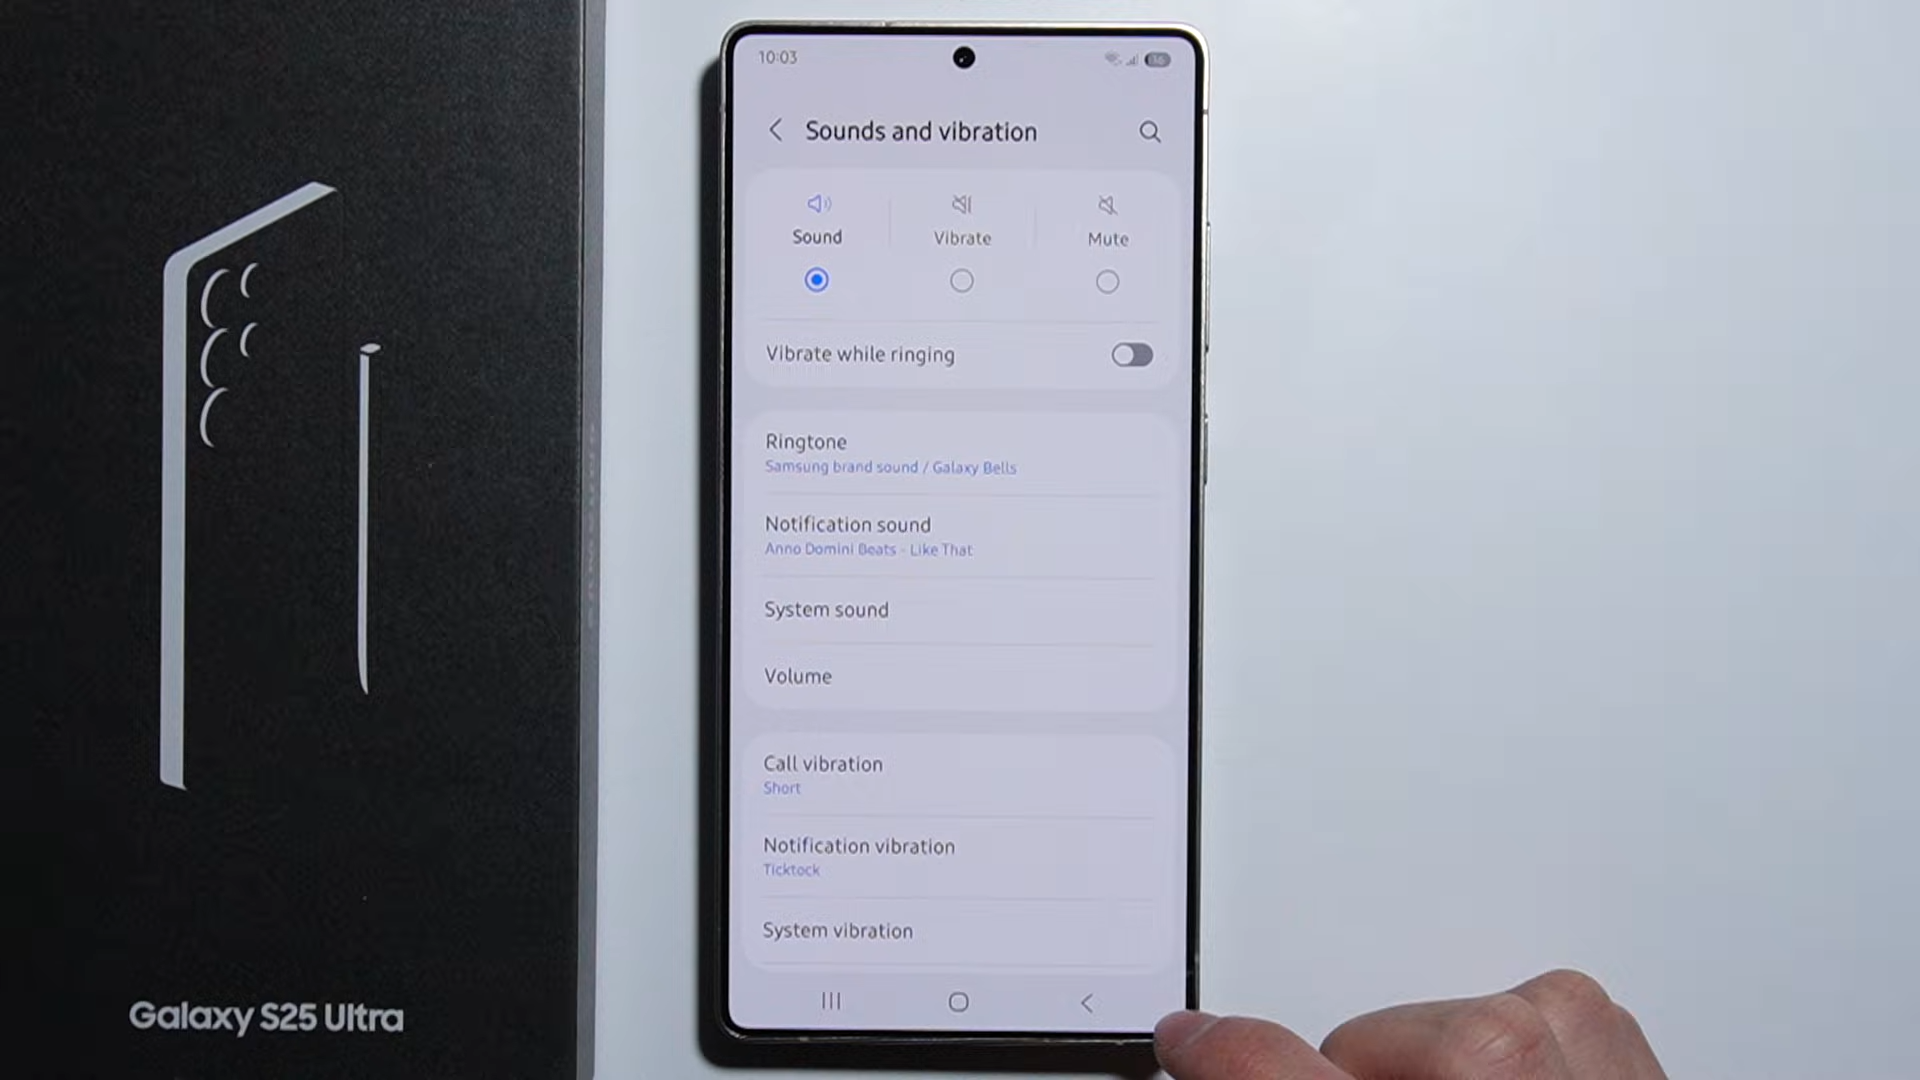 10:03
Sounds and vibration
Sound
Vibrate
Mute
Vibrate while ringing
Ringtone
Samsung brand sound / Galaxy Bells
Notification sound
Anno Domini Beats - Like That
System sound
Volume
Call vibration
Short
Notification vibration
Ticktock
System vibration
Galaxy S25 Ultra